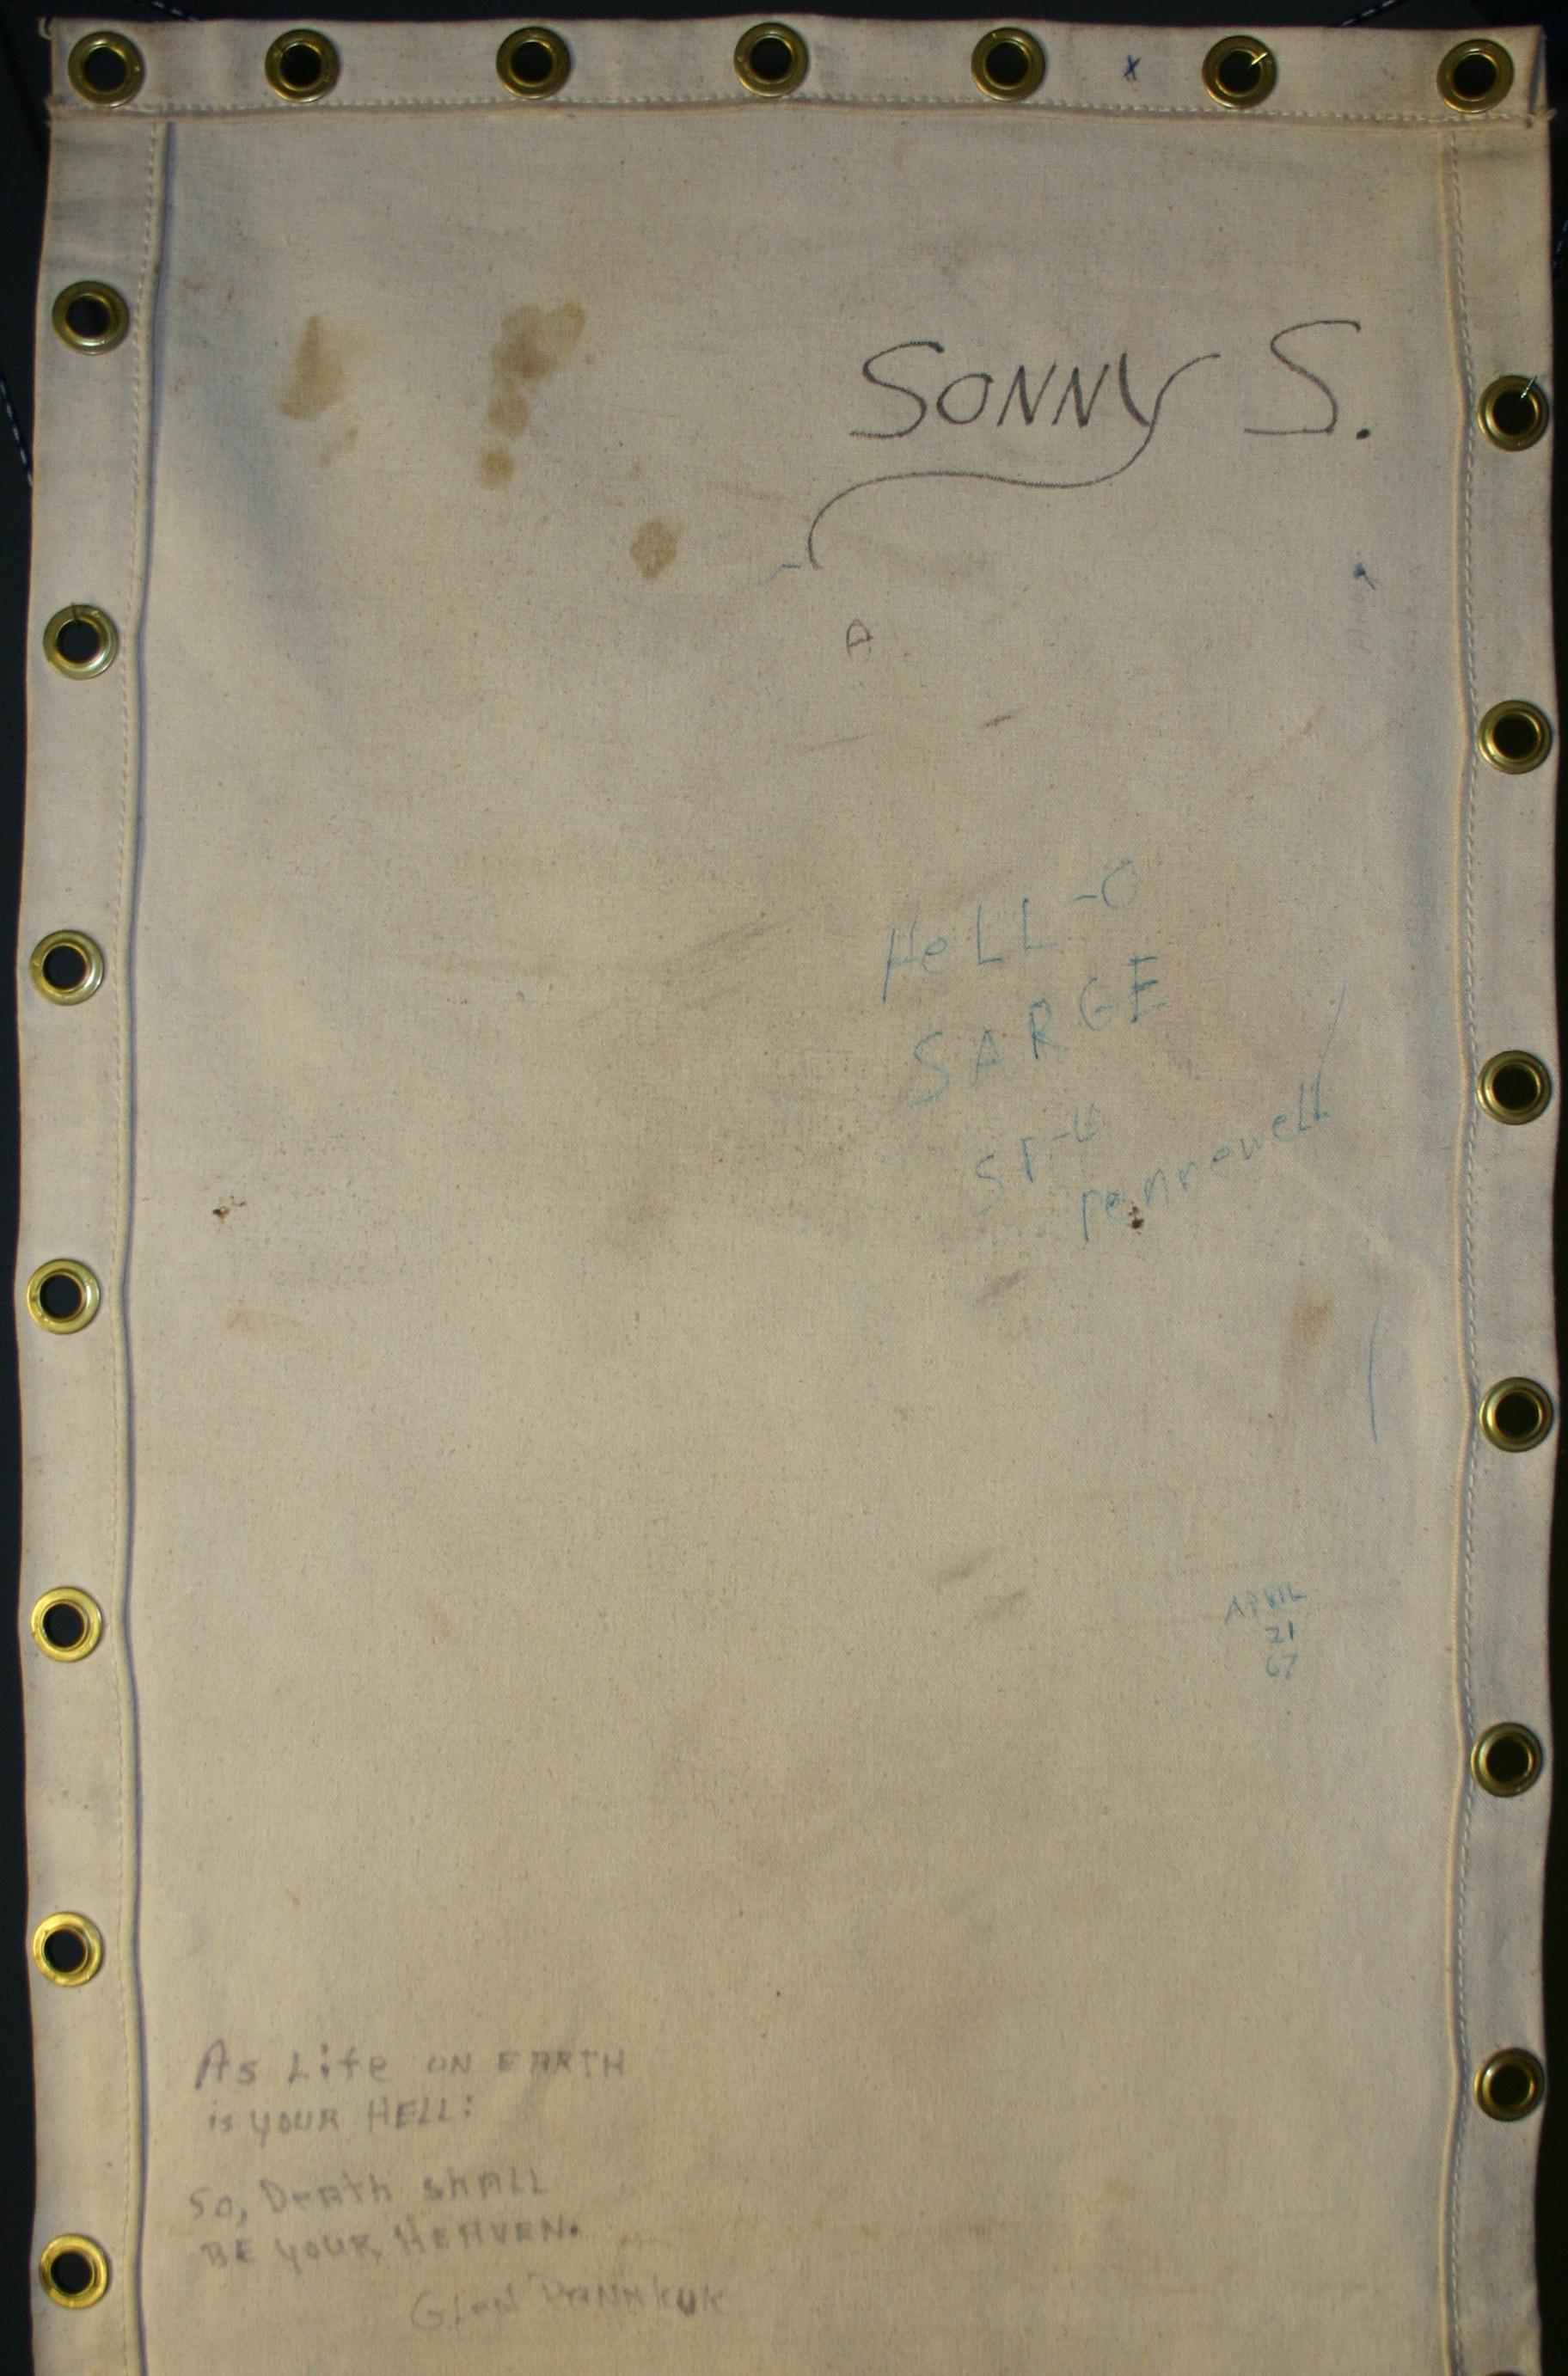 x
SONNY S.
A
HeLL-O
SARGE
SP-4
pennewell
APRIL
21
67
As Life ON EARTH
is YOUR HELL:
So, Death SHALL
BE YOUR HEAVEN.
Glen